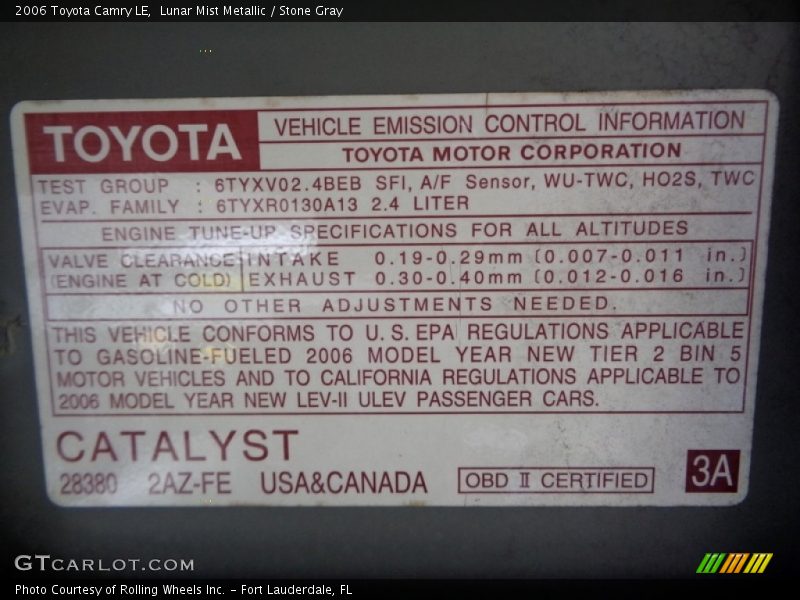 2006 Toyota Camry LE,  Lunar Mist Metallic / Stone Gray
TOYOTA
VEHICLE EMISSION CONTROL INFORMATION
TOYOTA MOTOR CORPORATION
TEST GROUP : 6TYXV02.4BEB SFI, A/F Sensor, WU-TWC, HO2S, TWC
EVAP. FAMILY : 6TYXR0130A13 2.4 LITER
ENGINE TUNE-UP SPECIFICATIONS FOR ALL ALTITUDES
VALVE CLEARANCE INTAKE 0.19-0.29mm (0.007-0.011 in.)
(ENGINE AT COLD) EXHAUST 0.30-0.40mm (0.012-0.016 in.)
NO OTHER ADJUSTMENTS NEEDED.
THIS VEHICLE CONFORMS TO U.S.EPA REGULATIONS APPLICABLE
TO GASOLINE-FUELED 2006 MODEL YEAR NEW TIER 2 BIN 5
MOTOR VEHICLES AND TO CALIFORNIA REGULATIONS APPLICABLE TO
2006 MODEL YEAR NEW LEV-II ULEV PASSENGER CARS.
CATALYST
28380 2AZ-FE USA&CANADA OBD II CERTIFIED 3A
GTCARLOT.COM
Photo Courtesy of Rolling Wheels Inc. - Fort Lauderdale, FL